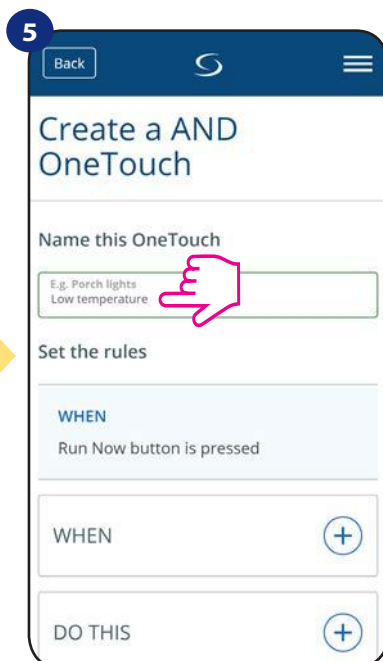 5
Back
Create a AND
OneTouch
Name this OneTouch
E.g. Porch lights
Low temperature
Set the rules
WHEN
Run Now button is pressed
WHEN
DO THIS